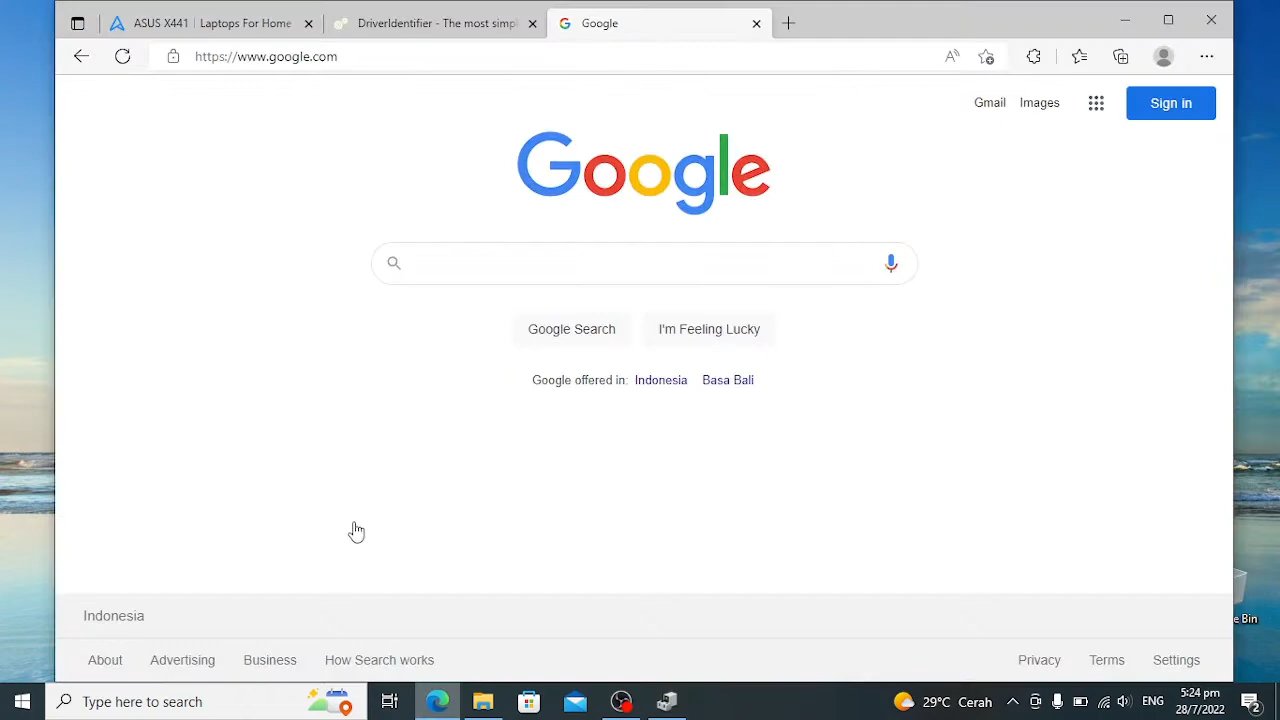 ASUS X441 | Laptops For Home
DriverIdentifier - The most simpl
Google
https://www.google.com
Gmail Images Sign in
Google
Google Search I'm Feeling Lucky
Google offered in: Indonesia Basa Bali
e Bin
Indonesia
About Advertising Business How Search works Privacy Terms Settings
Type here to search 29°C Cerah ENG 5:24 pm
28/7/2022 2